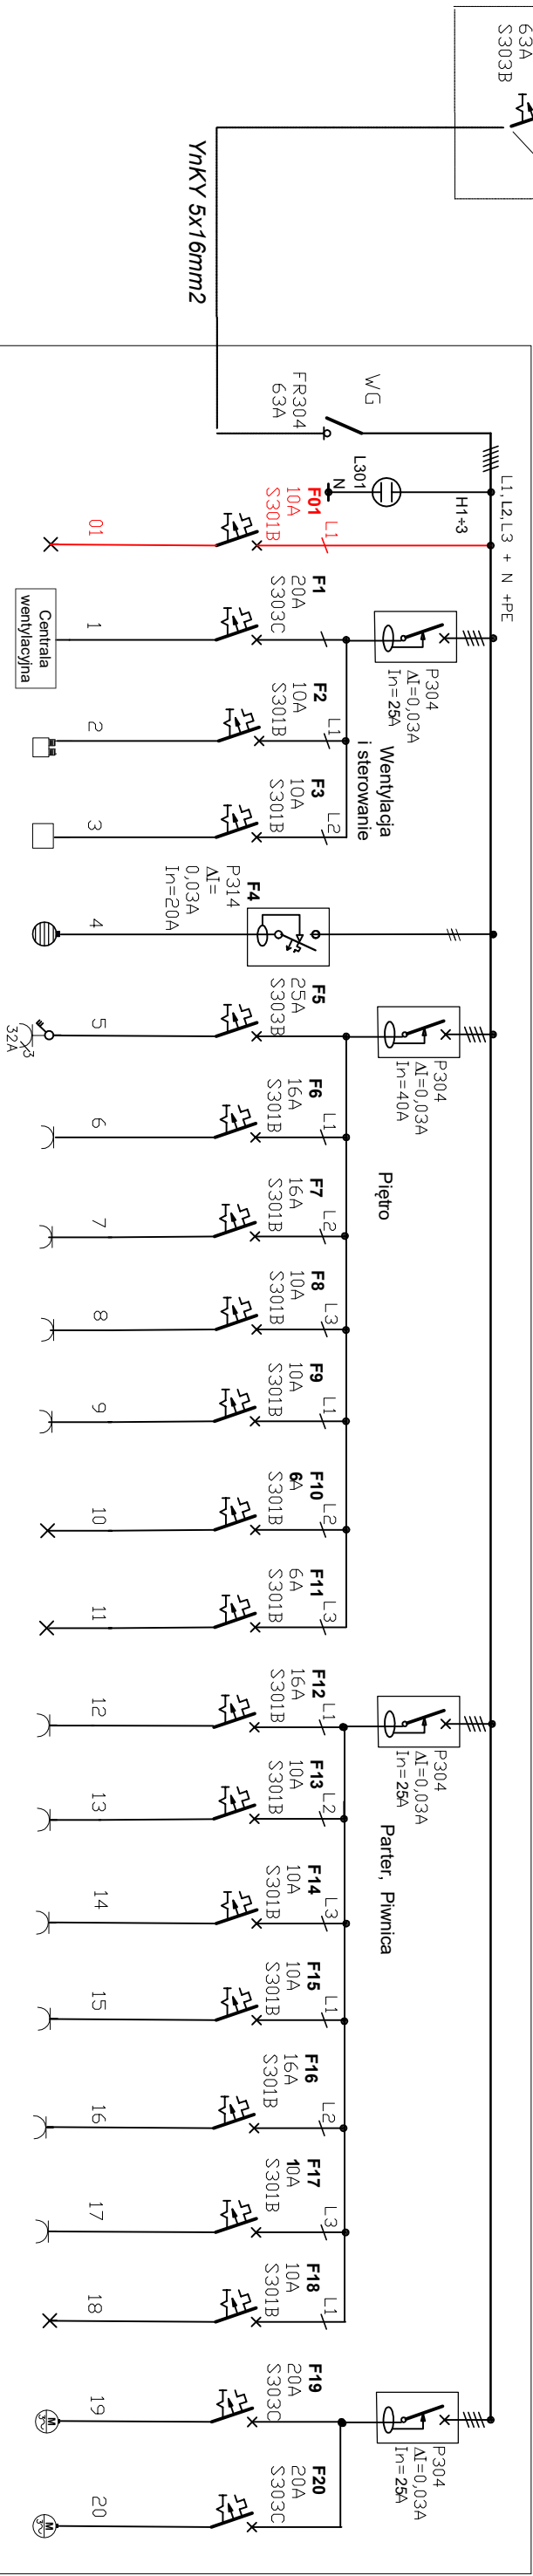 63A
S303B
YnKY 5x16mm2
WG
FR304
63A
L1,L2,L3 + N +PE
H1÷3
L301
N
F01
10A
S301B
L1
01
P304
ΔI=0,03A
In=25A
Wentylacja
i sterowanie
F1
20A
S303C
1
Centrala
wentylacyjna
F2
10A
S301B
L1
2
F3
10A
S301B
L2
3
F4
P314
ΔI=
0,03A
In=20A
4
P304
ΔI=0,03A
In=40A
Piętro
F5
25A
S303B
5
3
32A
F6
16A
S301B
L1
6
F7
16A
S301B
L2
7
F8
10A
S301B
L3
8
F9
10A
S301B
L1
9
F10
6A
S301B
L2
10
F11
6A
S301B
L3
11
P304
ΔI=0,03A
In=25A
Parter, Piwnica
F12
16A
S301B
L1
12
F13
10A
S301B
L2
13
F14
10A
S301B
L3
14
F15
10A
S301B
L1
15
F16
16A
S301B
L2
16
F17
10A
S301B
L3
17
F18
10A
S301B
L1
18
P304
ΔI=0,03A
In=25A
F19
20A
S303C
19
M
3~
F20
20A
S303C
20
M
3~